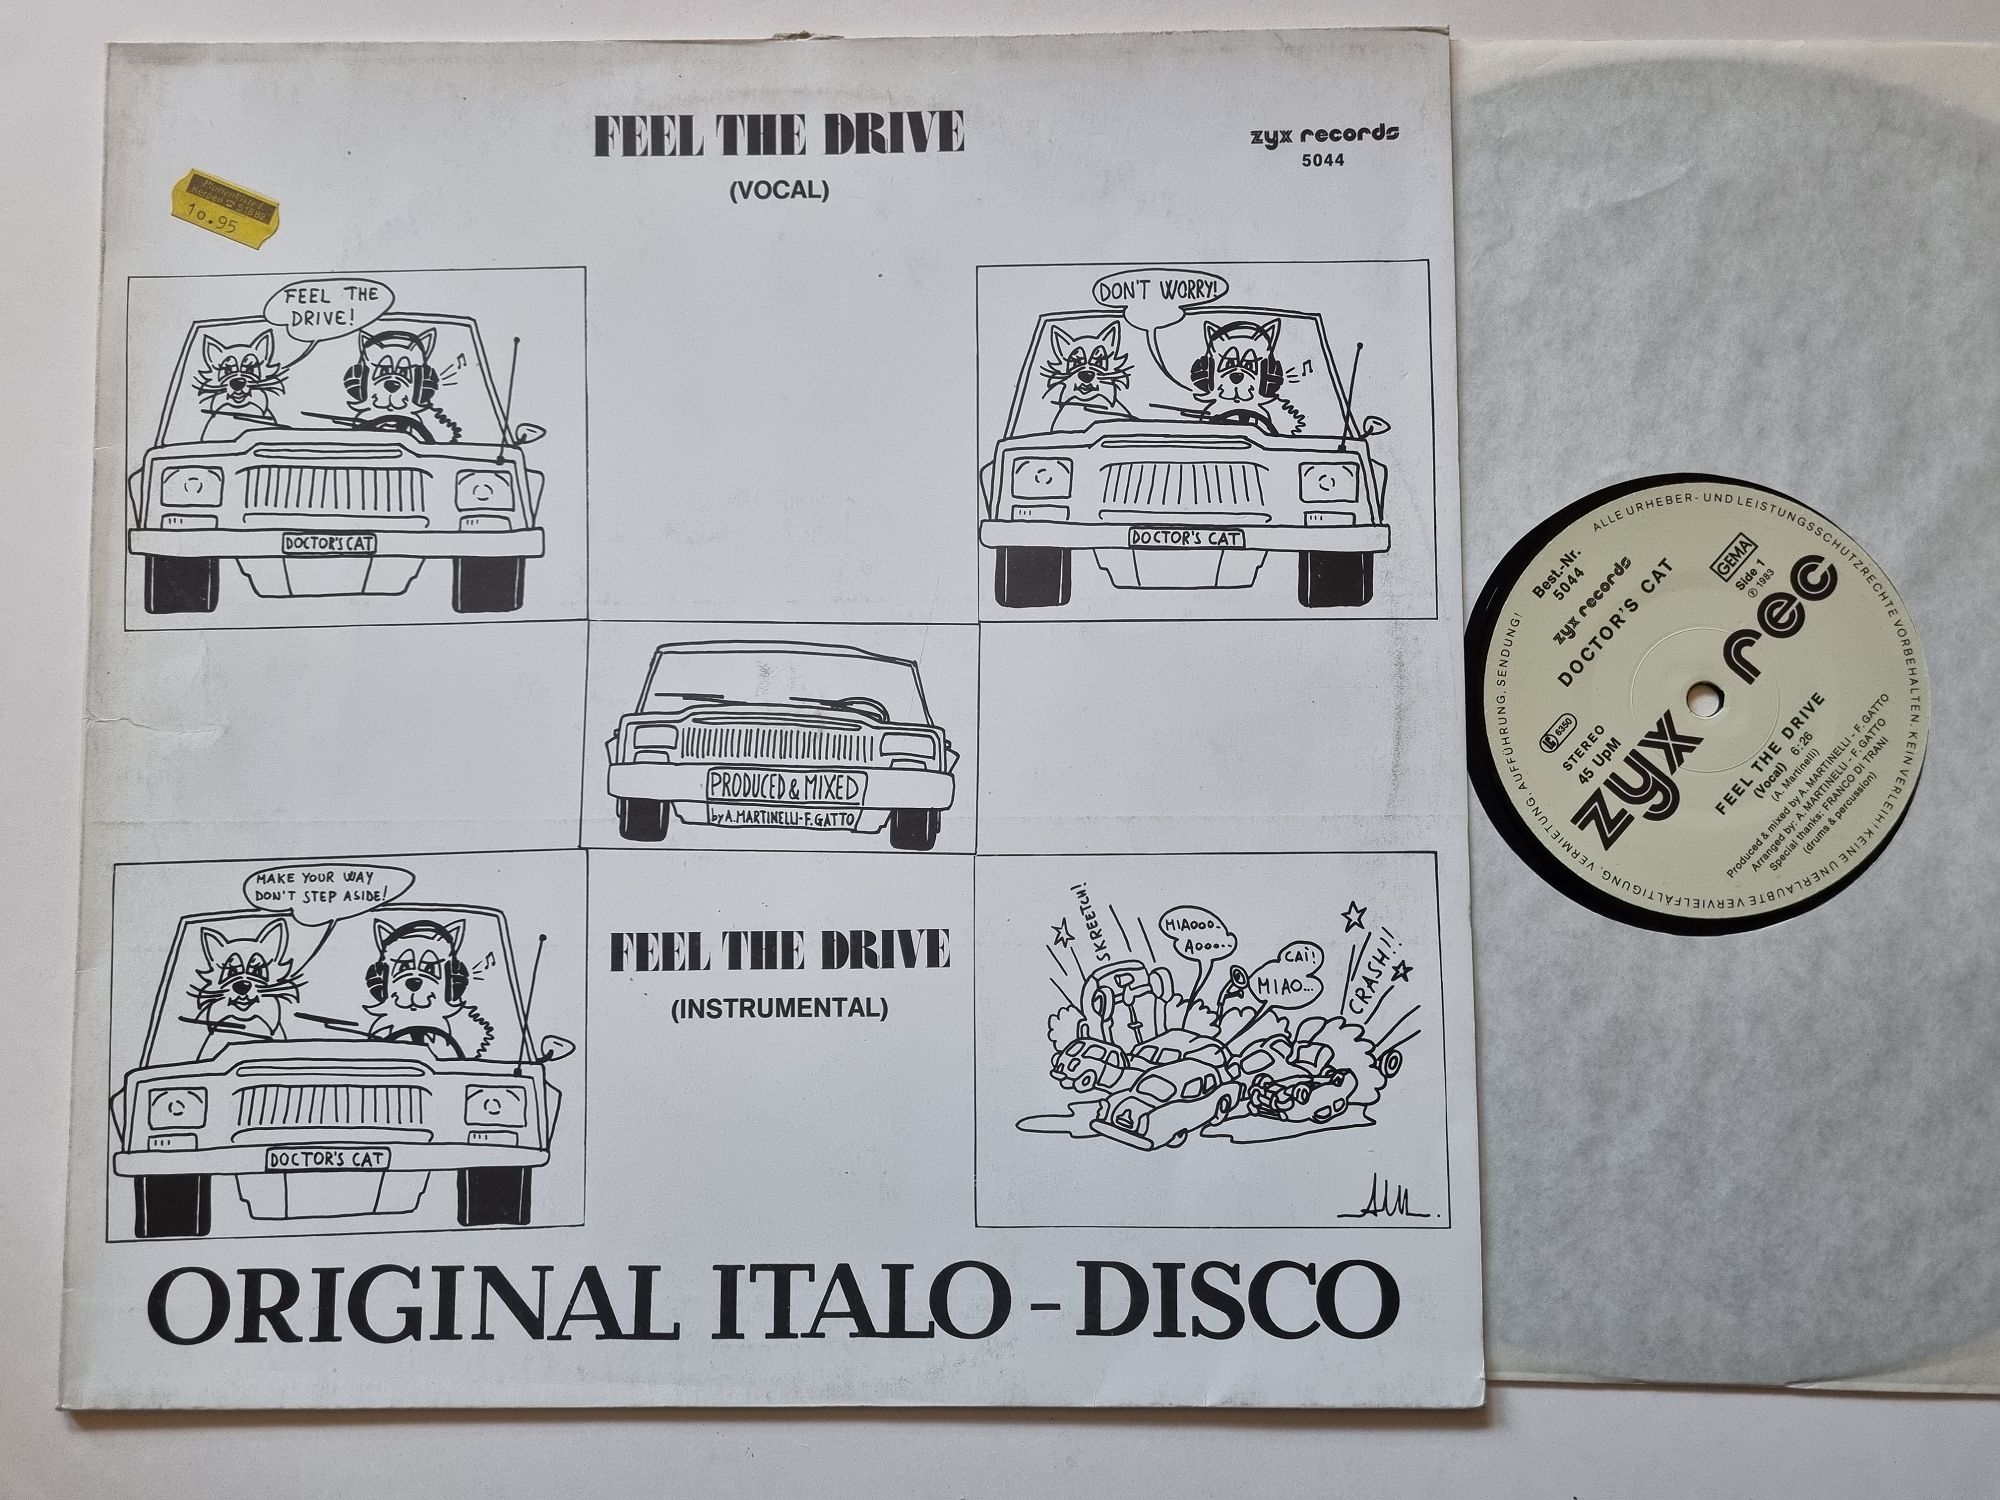 FEEL THE DRIVE
(VOCAL)
zyx records
5044
10.95
FEEL THE
DRIVE!
DOCTOR'S CAT
DON'T WORRY!
DOCTOR'S CAT
PRODUCED & MIXED
by A. MARTINELLI - F. GATTO
MAKE YOUR WAY
DON'T STEP ASIDE!
DOCTOR'S CAT
FEEL THE DRIVE
(INSTRUMENTAL)
SKREETCH!
MIAOOO..
AOOO...
CAI!
MIAO...
CRASH!!
ORIGINAL ITALO-DISCO
ALLE URHEBER- UND LEISTUNGSSCHUTZRECHTE VORBEHALTEN. KEIN VERLEIH! KEINE UNERLAUBTE VERVIELFÄLTIGUNG, VERMIETUNG, AUFFÜHRUNG, SENDUNG!
Best.-Nr.
5044
zyx records
DOCTOR'S CAT
GEMA
Side 1
℗ 1983
LC 6350
STEREO
45 UpM
zyx rec
FEEL THE DRIVE
(Vocal) 6:26
(A. Martinelli)
Produced & mixed by A. MARTINELLI - F. GATTO
Arranged by: A. MARTINELLI - F. GATTO
Special thanks: FRANCO DI TRANI
(drums & percussion)